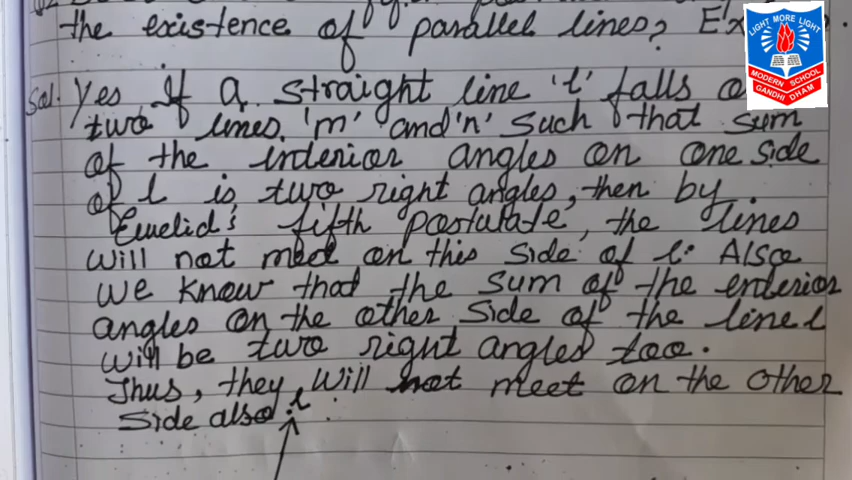 the existence of parallel lines?
LIGHT MORE LIGHT
MODERN SCHOOL
GANDHI DHAM
Sol. Yes If a straight line 'l' falls
two lines 'm' and 'n' such that sum
of the interior angles on one side
of l is two right angles, then by
Euclid's fifth postulate, the lines
will not meet on this side of l. Also
we know that the sum of the interior
angles on the other side of the line l
will be two right angles too.
Thus, they will not meet on the other
side also.
l